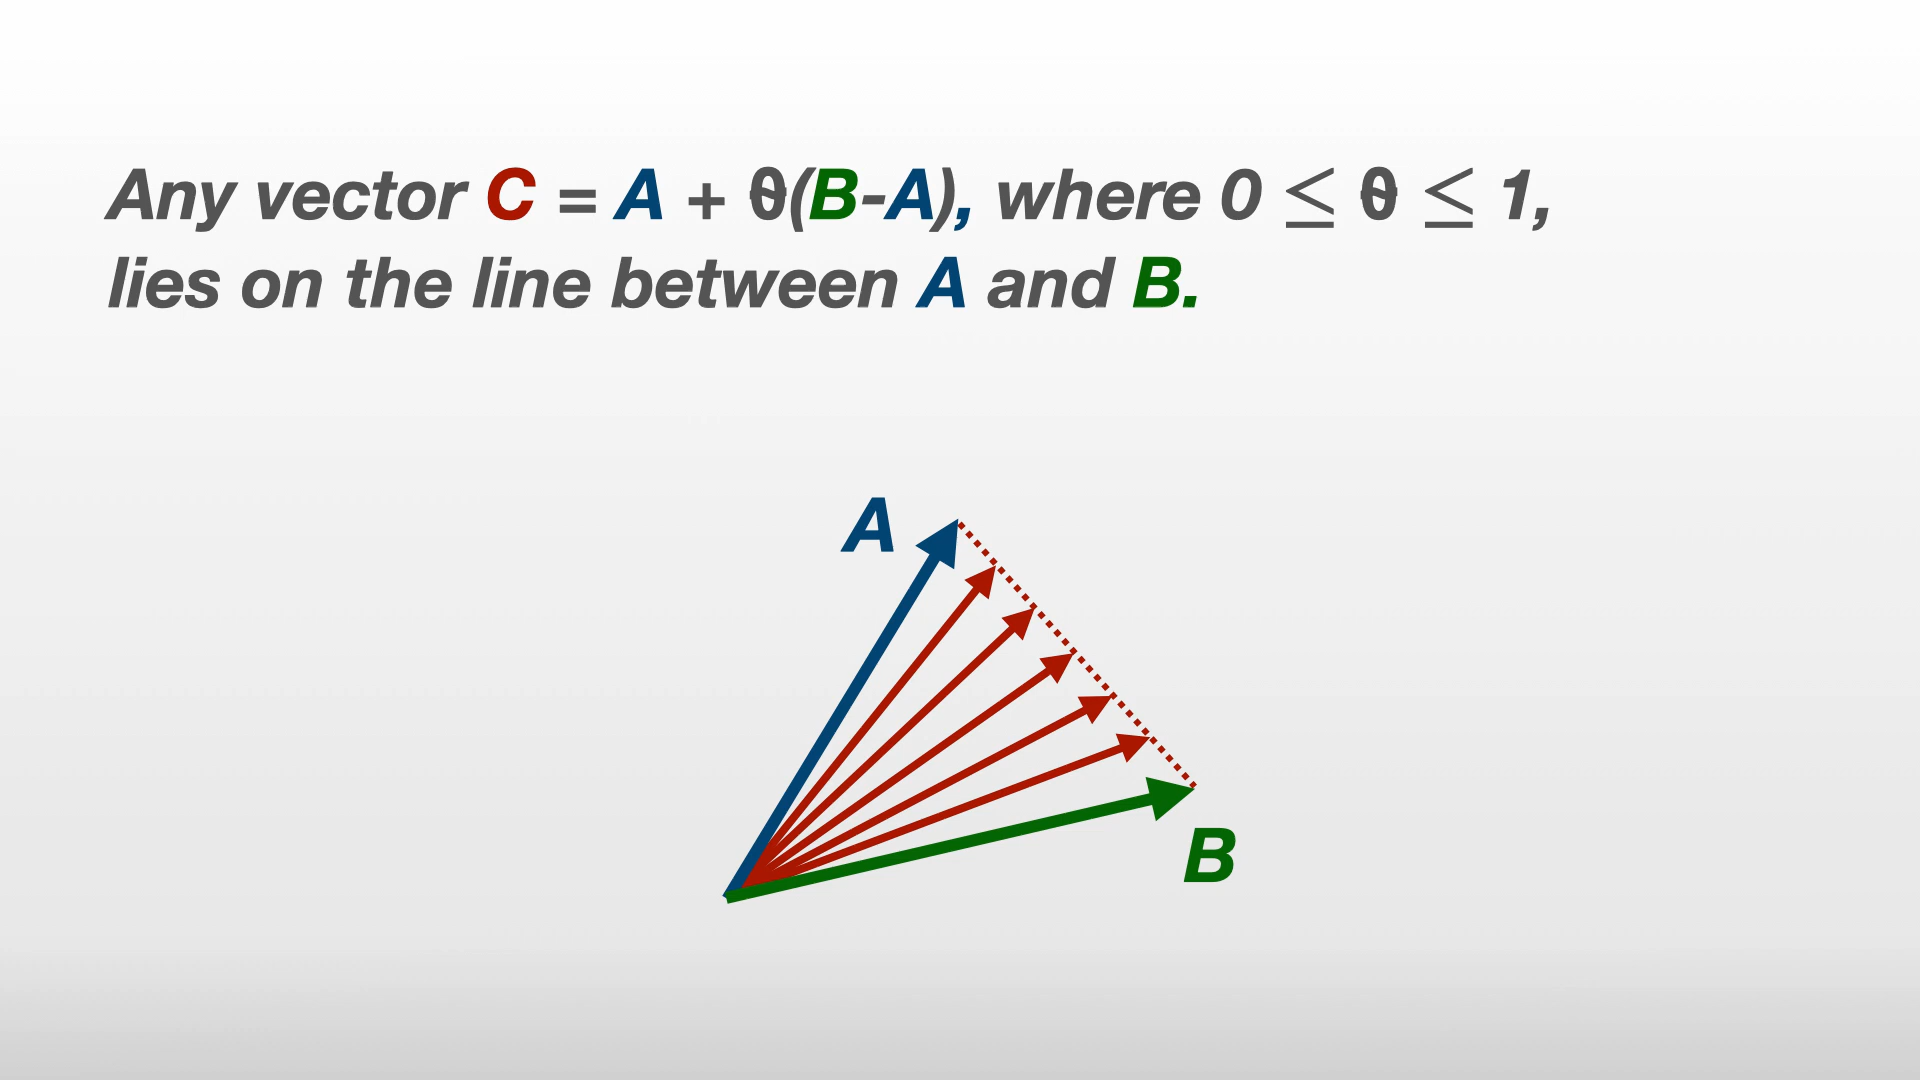 Any vector C = A + θ(B-A), where 0 ≤ θ ≤ 1,
lies on the line between A and B.
A
B